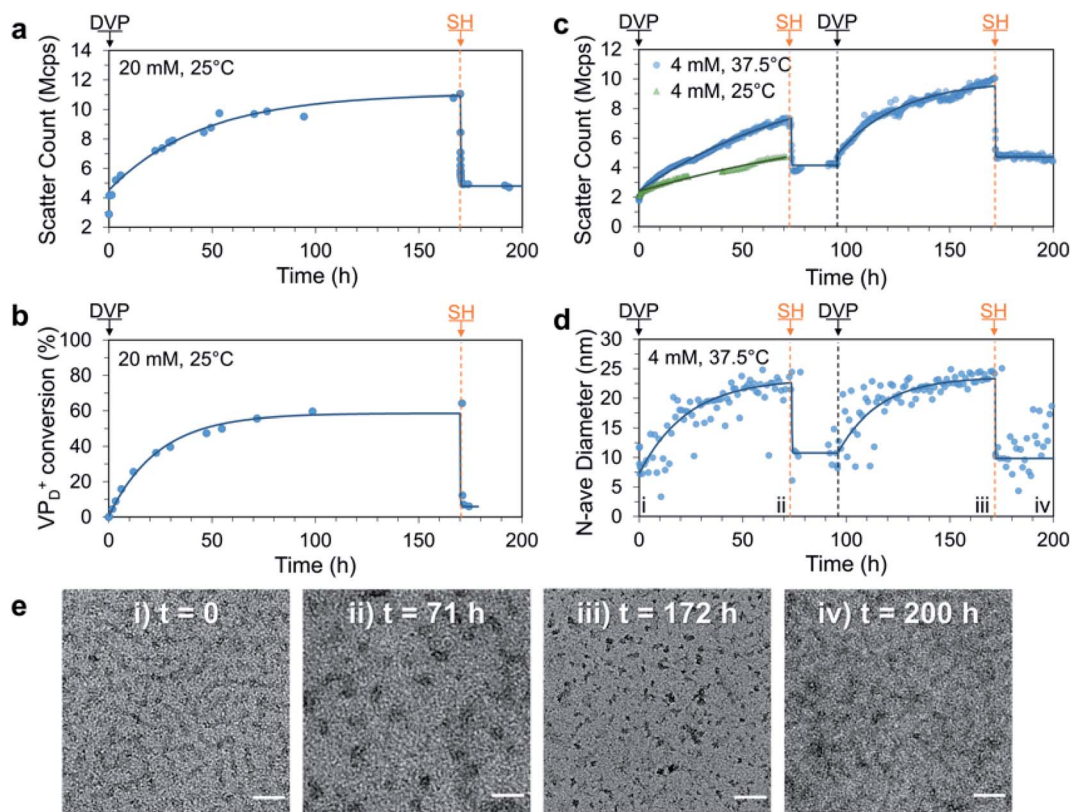 a
DVP
SH
14
12
10
8
6
4
2
0
Scatter Count (Mcps)
20 mM, 25°C
0
50
100
150
200
Time (h)
b
DVP
SH
100
80
60
40
20
0
VP_D⁺ conversion (%)
20 mM, 25°C
0
50
100
150
200
Time (h)
c
DVP
SH
DVP
SH
12
10
8
6
4
2
0
Scatter Count (Mcps)
4 mM, 37.5°C
4 mM, 25°C
0
50
100
150
200
Time (h)
d
DVP
SH
DVP
SH
30
25
20
15
10
5
0
N-ave Diameter (nm)
4 mM, 37.5°C
i
ii
iii
iv
0
50
100
150
200
Time (h)
e
i) t = 0
ii) t = 71 h
iii) t = 172 h
iv) t = 200 h